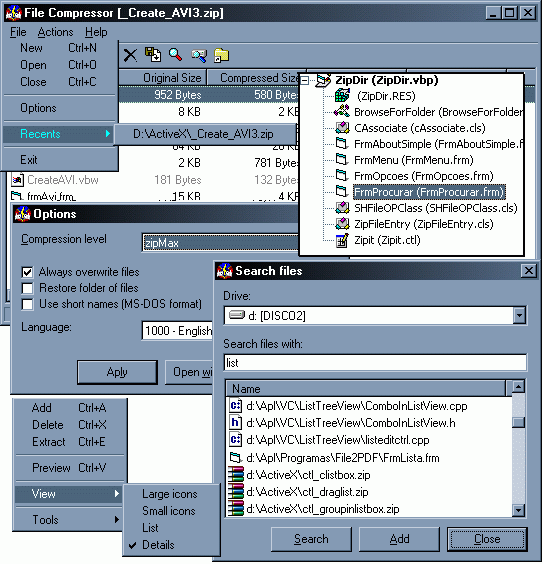 File Compressor [_Create_AVI3.zip]
File Actions Help
New Ctrl+N
Open Ctrl+O
Close Ctrl+C
Options
Recents
D:\ActiveX\_Create_AVI3.zip
Exit
Original Size Compressed Size
952 Bytes 580 Bytes
8 KB 2 KB
64 KB
2 KB 781 Bytes
CreateAVI.vbw 181 Bytes 132 Bytes
frmAvi.frm 15 KB 4 KB
ZipDir (ZipDir.vbp)
(ZipDir.RES)
BrowseForFolder (BrowseForFolder
CAssociate (cAssociate.cls)
FrmAboutSimple (FrmAboutSimple.f
FrmMenu (FrmMenu.frm)
FrmOpcoes (FrmOpcoes.frm)
FrmProcurar (FrmProcurar.frm)
SHFileOPClass (SHFileOPClass.cls)
ZipFileEntry (ZipFileEntry.cls)
Zipit (Zipit.ctl)
Options
Compression level
zipMax
Always overwrite files
Restore folder of files
Use short names (MS-DOS format)
Language:
1000 - English
Aply
Open wi
Search files
Drive:
d: [DISCO2]
Search files with:
list
Name
d:\Apl\VC\ListTreeView\ComboInListView.cpp
d:\Apl\VC\ListTreeView\ComboInListView.h
d:\Apl\VC\ListTreeView\listeditctrl.cpp
d:\Apl\Programas\File2PDF\FrmLista.frm
d:\ActiveX\ctl_clistbox.zip
d:\ActiveX\ctl_draglist.zip
d:\ActiveX\ctl_groupinlistbox.zip
Search
Add
Close
Add Ctrl+A
Delete Ctrl+X
Extract Ctrl+E
Preview Ctrl+V
View
Tools
Large icons
Small icons
List
Details